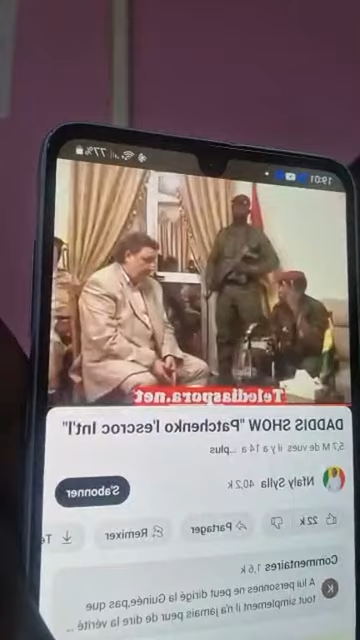 19:01
77%
Telediaspora.net
DADDIS SHOW "Patchenko l'escroc Int'l"
5,7 M de vues il y a 14 a ...plus
Nfaly Sylla 40,2 k
S'abonner
22 k
Partager
Remixer
Té
Commentaires 1,6 k
K
A lui personnes ne peut dirigé la Guinée,pas que
tout simplement il n'a jamais peur de dire la vérité ...